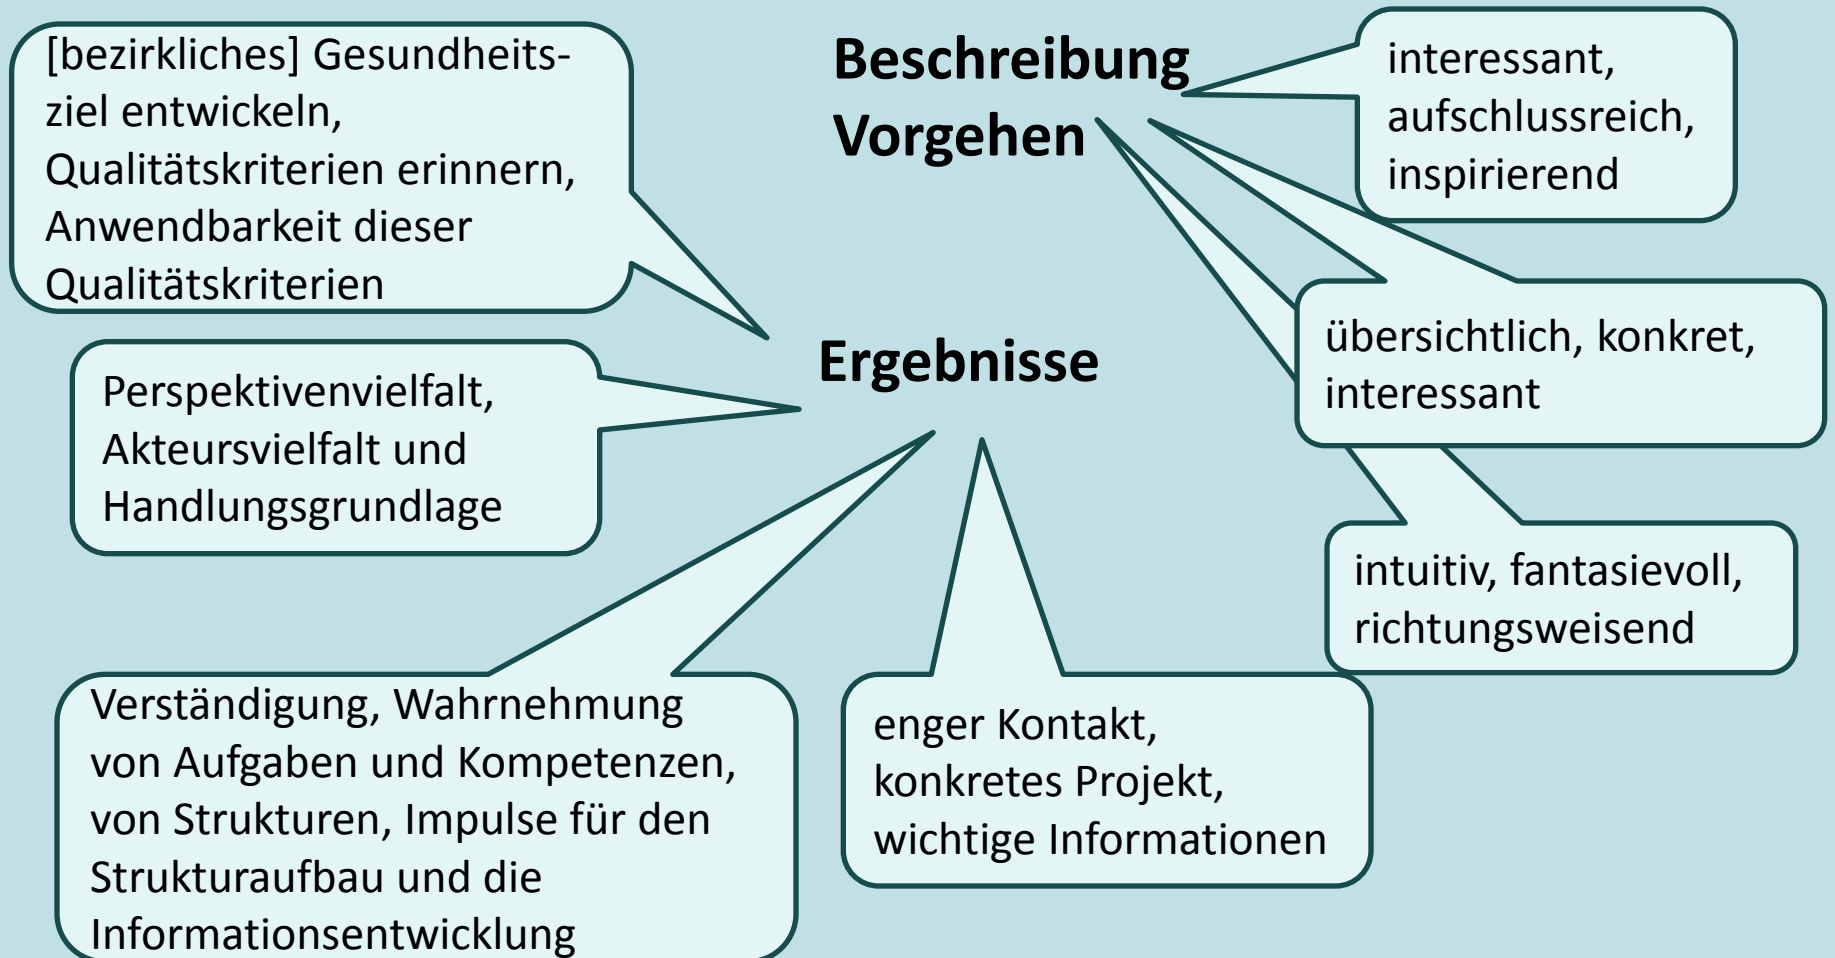 [bezirkliches] Gesundheits-
ziel entwickeln,
Qualitätskriterien erinnern,
Anwendbarkeit dieser
Qualitätskriterien
Beschreibung
Vorgehen
interessant,
aufschlussreich,
inspirierend
übersichtlich, konkret,
interessant
Ergebnisse
Perspektivenvielfalt,
Akteursvielfalt und
Handlungsgrundlage
intuitiv, fantasievoll,
richtungsweisend
Verständigung, Wahrnehmung
von Aufgaben und Kompetenzen,
von Strukturen, Impulse für den
Strukturaufbau und die
Informationsentwicklung
enger Kontakt,
konkretes Projekt,
wichtige Informationen